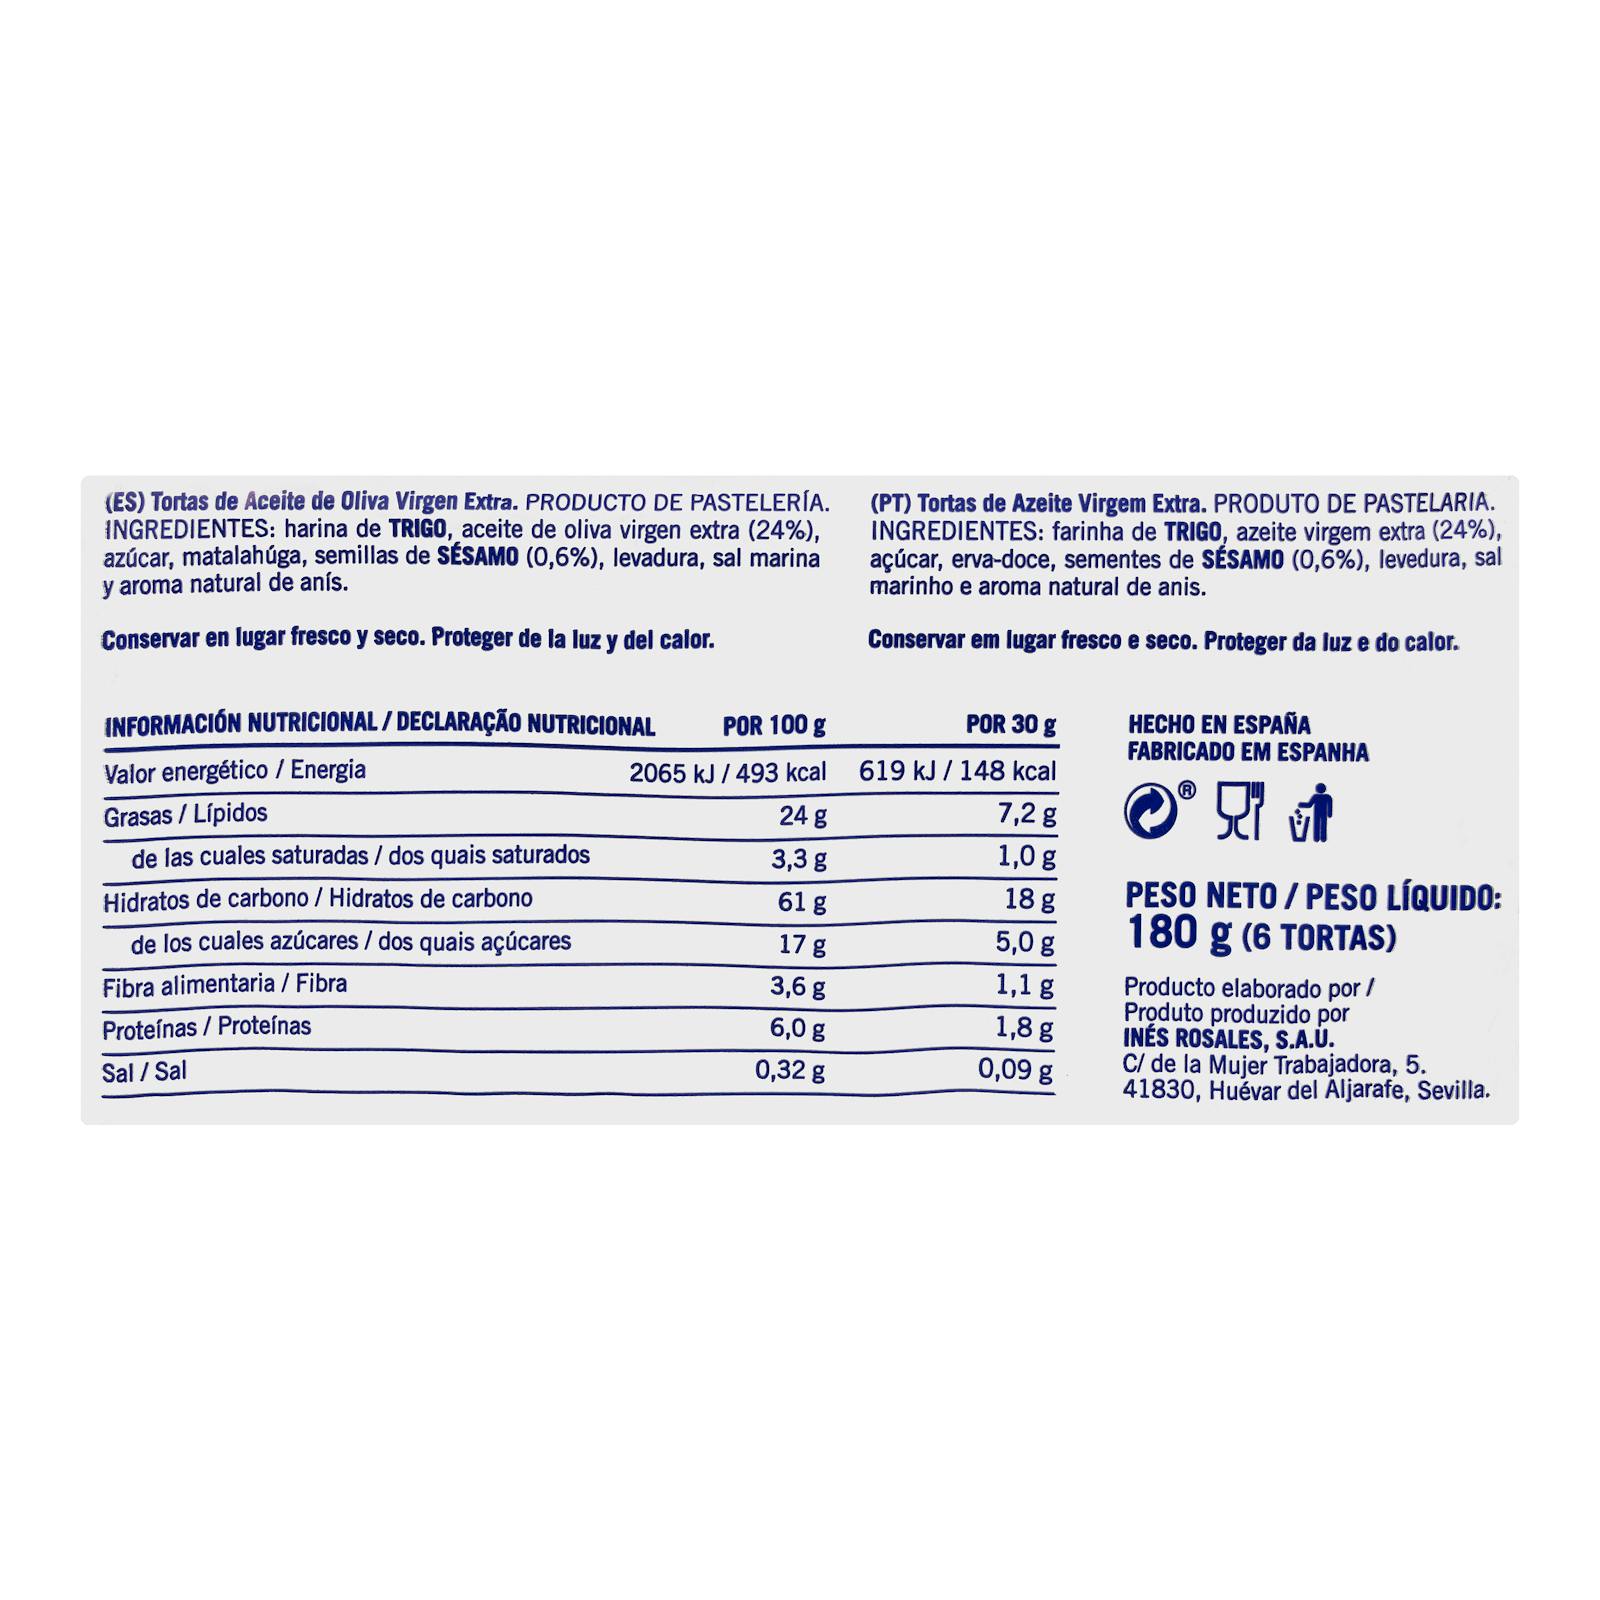 (ES) Tortas de Aceite de Oliva Virgen Extra. PRODUCTO DE PASTELERÍA.
INGREDIENTES: harina de TRIGO, aceite de oliva virgen extra (24%),
azúcar, matalahúga, semillas de SÉSAMO (0,6%), levadura, sal marina
y aroma natural de anís.
Conservar en lugar fresco y seco. Proteger de la luz y del calor.
(PT) Tortas de Azeite Virgem Extra. PRODUTO DE PASTELARIA.
INGREDIENTES: farinha de TRIGO, azeite virgem extra (24%),
açúcar, erva-doce, sementes de SÉSAMO (0,6%), levedura, sal
marinho e aroma natural de anis.
Conservar em lugar fresco e seco. Proteger da luz e do calor.
INFORMACIÓN NUTRICIONAL / DECLARAÇÃO NUTRICIONAL POR 100 g POR 30 g
Valor energético / Energia 2065 kJ / 493 kcal 619 kJ / 148 kcal
Grasas / Lípidos 24 g 7,2 g
de las cuales saturadas / dos quais saturados 3,3 g 1,0 g
Hidratos de carbono / Hidratos de carbono 61 g 18 g
de los cuales azúcares / dos quais açúcares 17 g 5,0 g
Fibra alimentaria / Fibra 3,6 g 1,1 g
Proteínas / Proteínas 6,0 g 1,8 g
Sal / Sal 0,32 g 0,09 g
HECHO EN ESPAÑA
FABRICADO EM ESPANHA
®
PESO NETO / PESO LÍQUIDO:
180 g (6 TORTAS)
Producto elaborado por /
Produto produzido por
INÉS ROSALES, S.A.U.
C/ de la Mujer Trabajadora, 5.
41830, Huévar del Aljarafe, Sevilla.